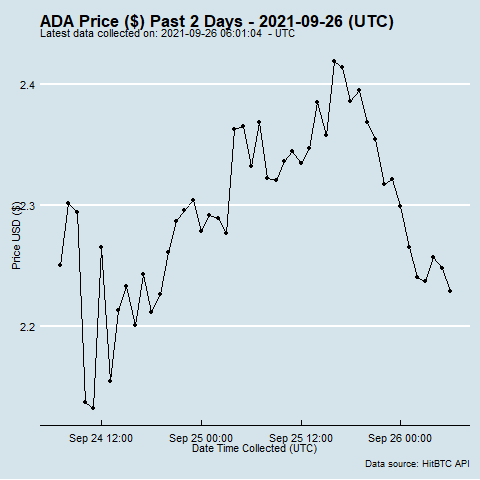 ADA Price ($) Past 2 Days - 2021-09-26 (UTC)
Latest data collected on: 2021-09-26 06:01:04 - UTC
2.4
2.3
2.2
Price USD ($)
Sep 24 12:00 Sep 25 00:00 Sep 25 12:00 Sep 26 00:00
Date Time Collected (UTC)
Data source: HitBTC API